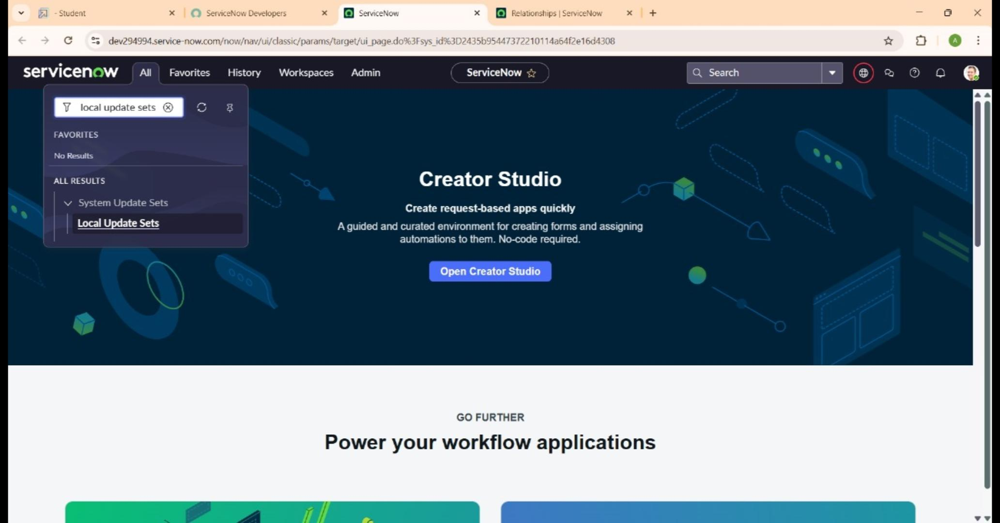 - Student
ServiceNow Developers
ServiceNow
Relationships | ServiceNow
dev294994.service-now.com/now/nav/ui/classic/params/target/ui_page.do%3Fsys_id%3D2435b95447372210114a64f2e16d4308
A
servicenow
All
Favorites
History
Workspaces
Admin
ServiceNow
Search
local update sets
FAVORITES
No Results
ALL RESULTS
System Update Sets
Local Update Sets
Creator Studio
Create request-based apps quickly
A guided and curated environment for creating forms and assigning
automations to them. No-code required.
Open Creator Studio
GO FURTHER
Power your workflow applications